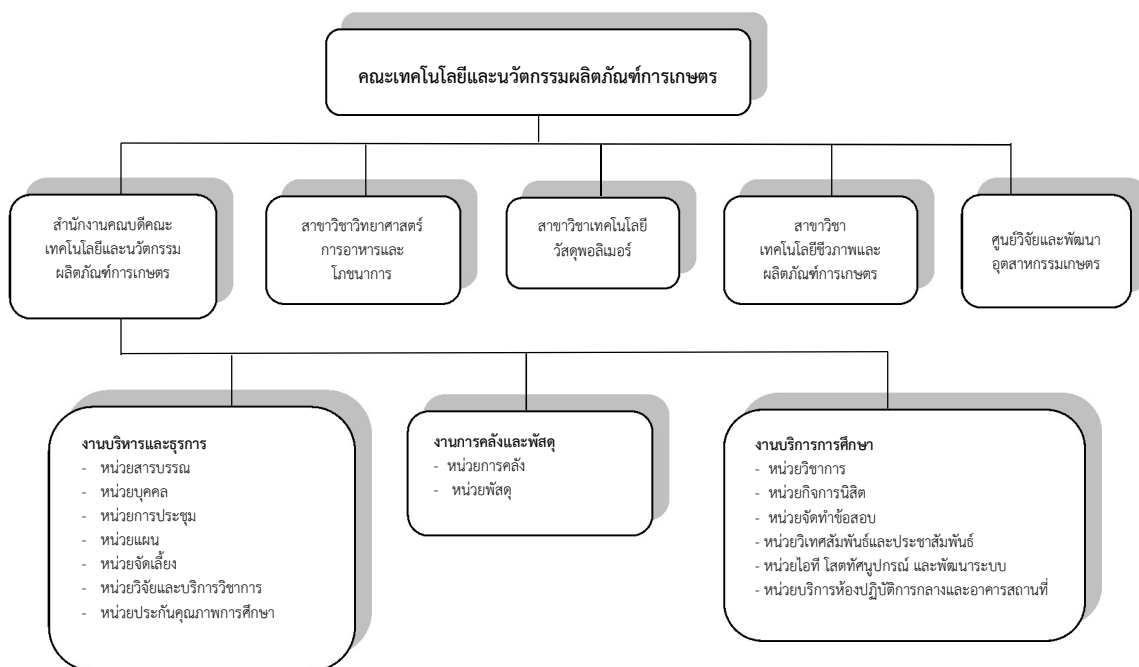 คณะเทคโนโลยีและนวัตกรรมผลิตภัณฑ์การเกษตร
สำนักงานคณบดีคณะ
เทคโนโลยีและนวัตกรรม
ผลิตภัณฑ์การเกษตร
สาขาวิชาวิทยาศาสตร์
การอาหารและ
โภชนาการ
สาขาวิชาเทคโนโลยี
วัสดุพอลิเมอร์
สาขาวิชา
เทคโนโลยีชีวภาพและ
ผลิตภัณฑ์การเกษตร
ศูนย์วิจัยและพัฒนา
อุตสาหกรรมเกษตร
งานบริหารและธุรการ
- หน่วยสารบรรณ
- หน่วยบุคคล
- หน่วยการประชุม
- หน่วยแผน
- หน่วยจัดเลี้ยง
- หน่วยวิจัยและบริการวิชาการ
- หน่วยประกันคุณภาพการศึกษา
งานการคลังและพัสดุ
- หน่วยการคลัง
- หน่วยพัสดุ
งานบริการการศึกษา
- หน่วยวิชาการ
- หน่วยกิจการนิสิต
- หน่วยจัดทำข้อสอบ
- หน่วยวิเทศสัมพันธ์และประชาสัมพันธ์
- หน่วยไอที โสตทัศนูปกรณ์ และพัฒนาระบบ
- หน่วยบริการห้องปฏิบัติการกลางและอาคารสถานที่